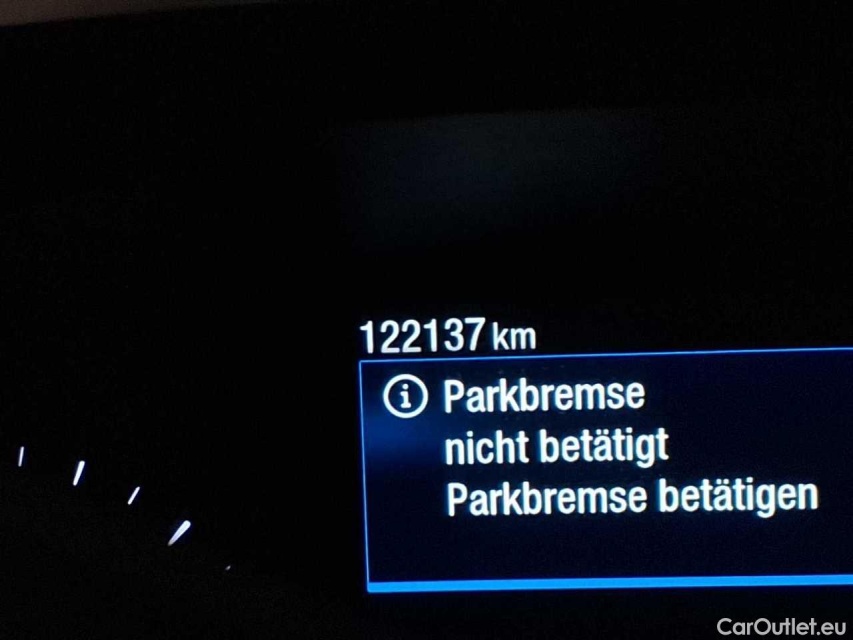 122137 km
Parkbremse
nicht betätigt
Parkbremse betätigen
CarOutlet.eu